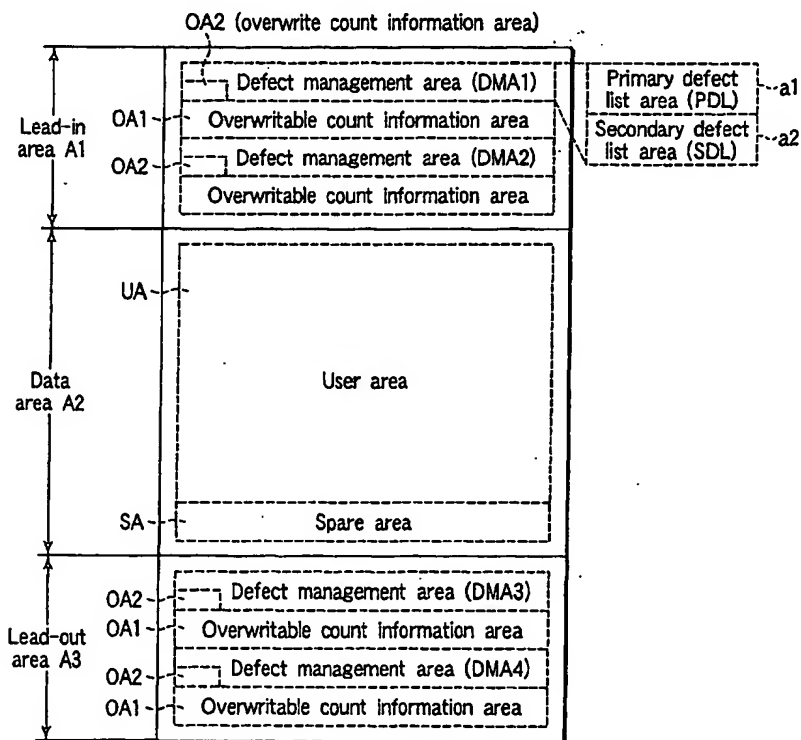 OA2 (overwrite count information area)
Lead-in
area A1
Defect management area (DMA1)
OA1
Overwritable count information area
OA2
Defect management area (DMA2)
Overwritable count information area
Primary defect
list area (PDL)
a1
Secondary defect
list area (SDL)
a2
Data
area A2
UA
User area
SA
Spare area
Lead-out
area A3
OA2
Defect management area (DMA3)
OA1
Overwritable count information area
OA2
Defect management area (DMA4)
OA1
Overwritable count information area